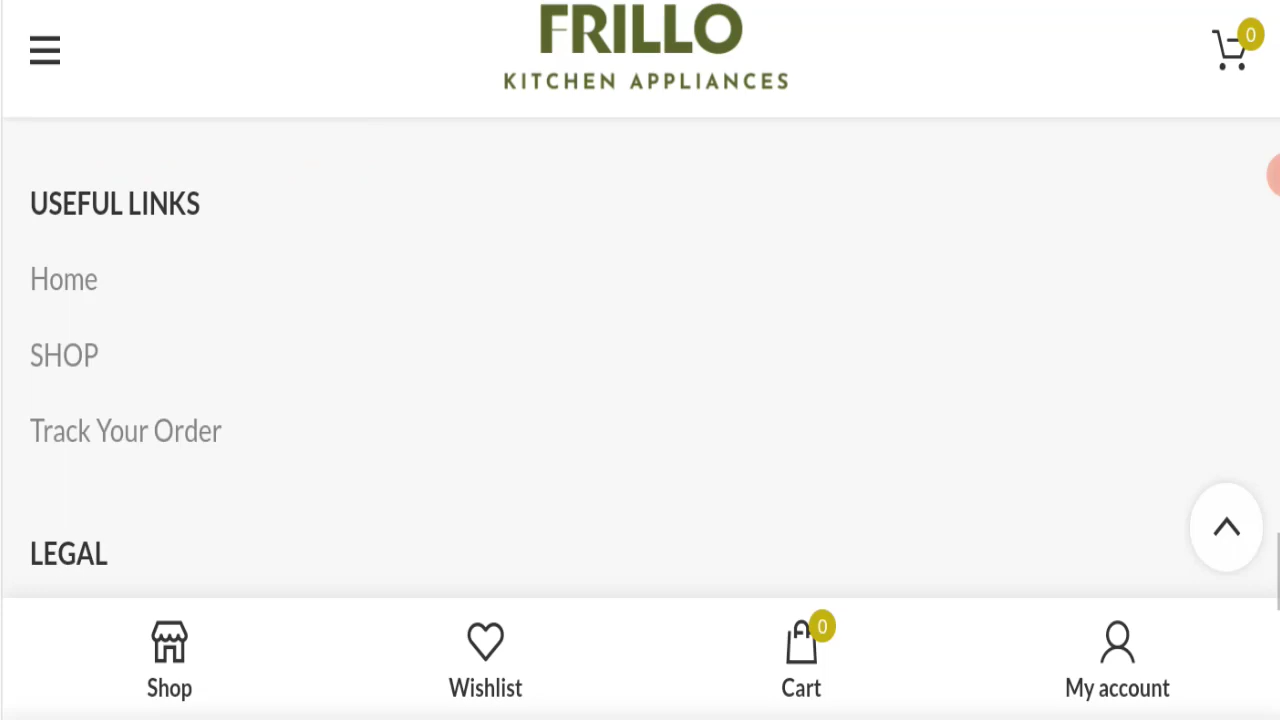 FRILLO
KITCHEN APPLIANCES
0
USEFUL LINKS
Home
SHOP
Track Your Order
LEGAL
0
Shop
Wishlist
Cart
My account